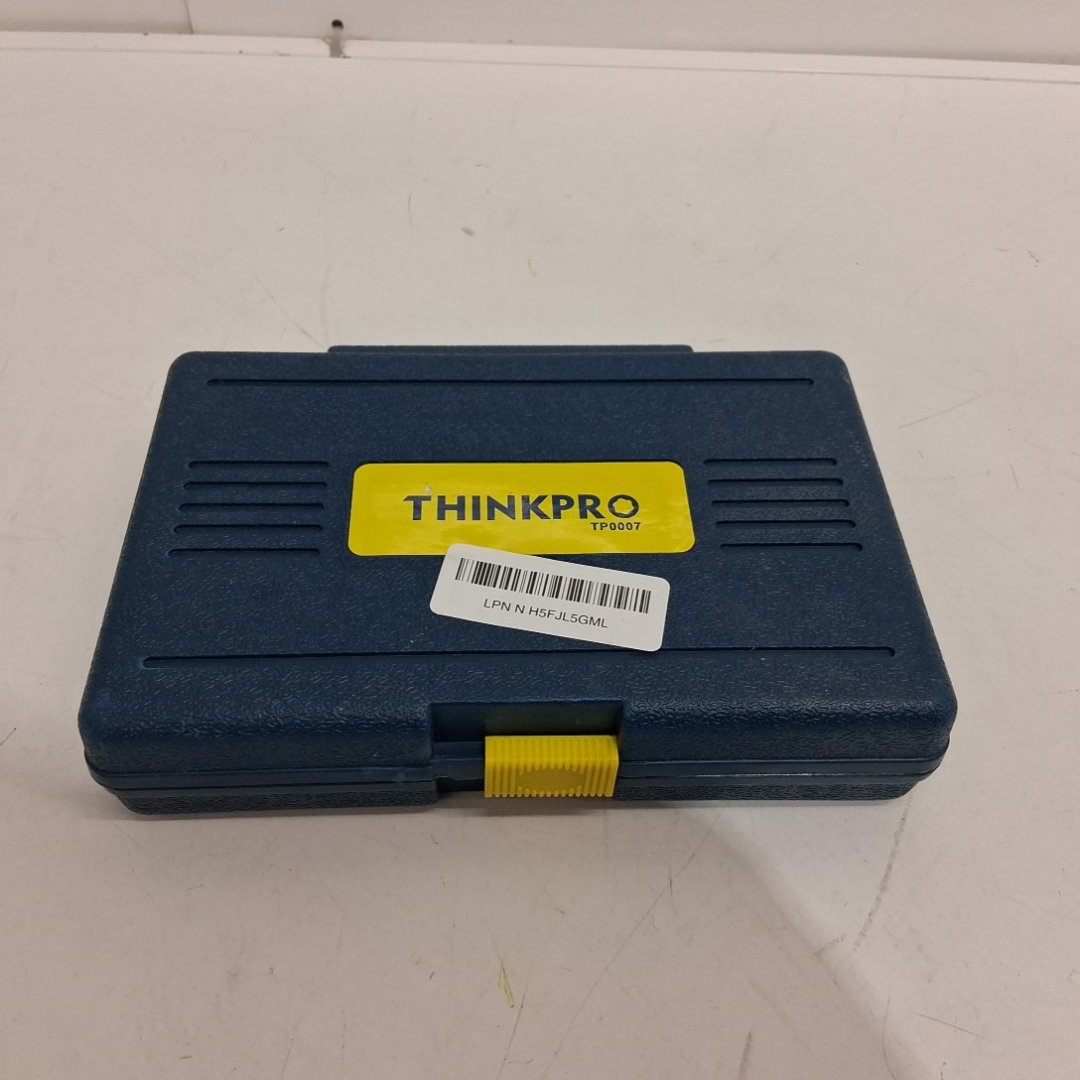 THINKPRO
TP0007
LPN N H5FJL5GML